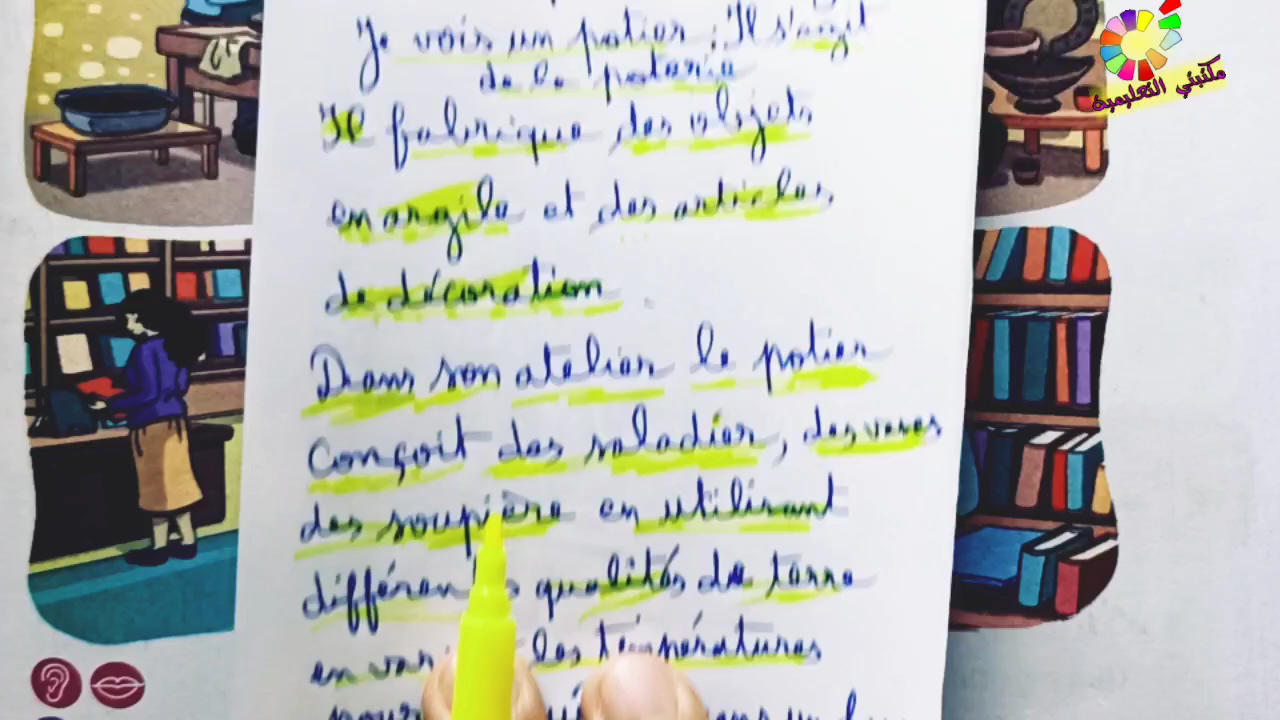 Je vois un potier : Il s'agit
de la poterie
Il fabrique des objets
en argile et des articles
de décoration
Dans son atelier le potier
conçoit des saladier, des verres
des soupière en utilisant
différents qualités de terre
les températures
مكتبتي التعليمية